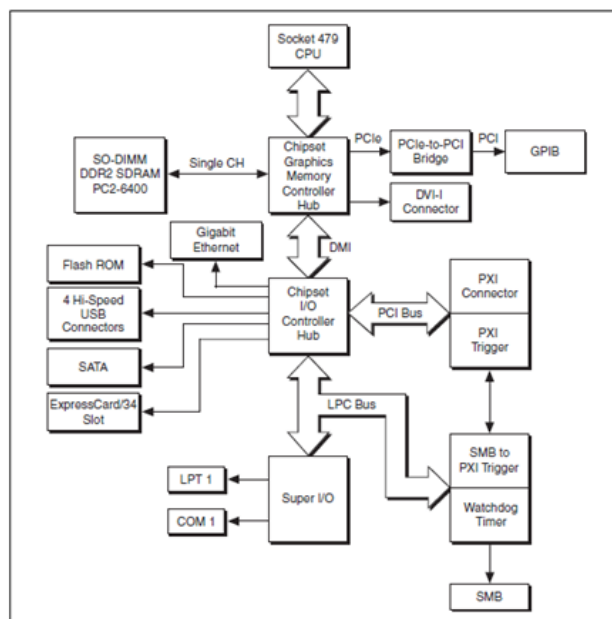 Socket 479
CPU
SO-DIMM
DDR2 SDRAM
PC2-6400
Single CH
Chipset
Graphics
Memory
Controller
Hub
PCIe
PCIe-to-PCI
Bridge
PCI
GPIB
DVI-I
Connector
DMI
Gigabit
Ethernet
Flash ROM
4 Hi-Speed
USB
Connectors
SATA
ExpressCard/34
Slot
Chipset
I/O
Controller
Hub
PCI Bus
PXI
Connector
PXI
Trigger
LPC Bus
LPT 1
COM 1
Super I/O
SMB to
PXI Trigger
Watchdog
Timer
SMB